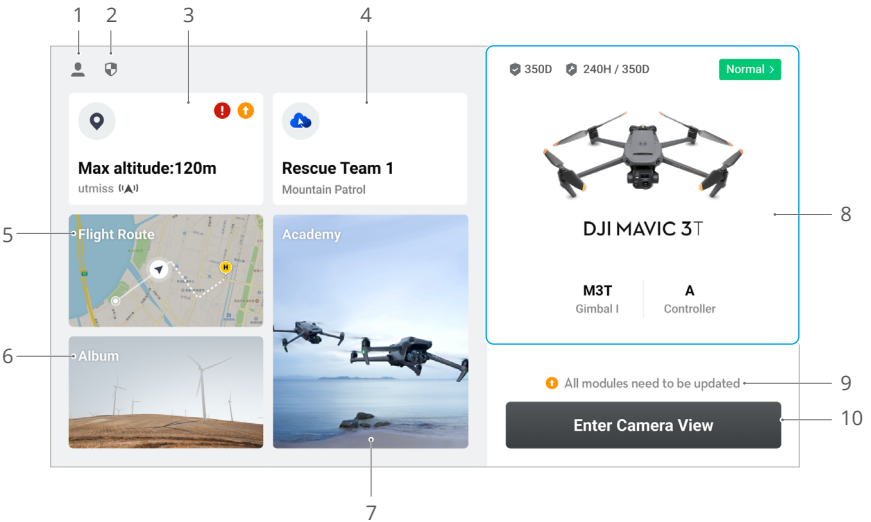 1
2
3
4
350D
240H / 350D
Normal >
Max altitude:120m
utmiss
Rescue Team 1
Mountain Patrol
5
Flight Route
H
Academy
DJI MAVIC 3T
8
M3T
Gimbal I
A
Controller
6
Album
All modules need to be updated
9
Enter Camera View
10
7